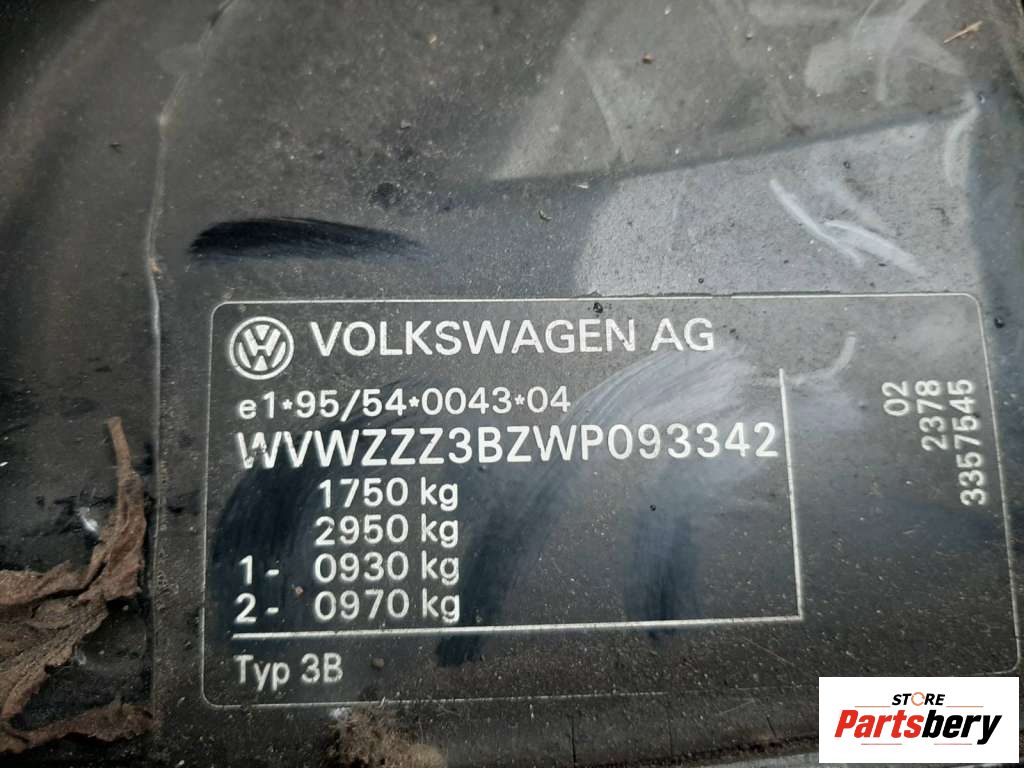 VOLKSWAGEN AG
e1*95/54*0043*04
WVWZZZ3BZWP093342
1750 kg
2950 kg
1- 0930 kg
2- 0970 kg
Typ 3B
02
2378
3357545
STORE
Partsbery